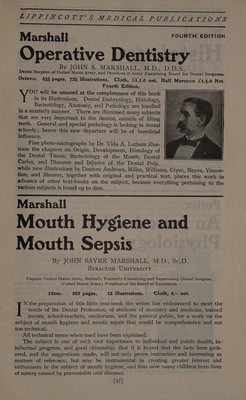 LIPPINCOTT'S MEDICAL PUBLICATIONS
Marshall
FOURTH EDITION
Operative Dentistry
By JOHN S. MARSHALL, M.D., D.D.S.,
Dental Surgeon of United States Army, and President of Army Examining Board for Dental Surgeons.
Octavo. 455 pages. 725 illustrations. Cloth, £1.1.0 net. Half Morocco £1.5.0 Net.
Fourth Edition.
YOU will be amazed at the completeness of this book
in its illustrations. Dental Embryology, Histology,
Bacteriology, Anatomy, and Pathology are handled
in a masterly manner. There are discussed many subjects
that are very important to the dentist, outside of filling
teeth. General and special pathology is lacking in dental
schools; hence this new departure will be of beneficial
influence.
Five photo-micrographs by Dr. Vida A. Latham illus-
trate the chapters on Origin, Development, Histology of
the Dental Tissue, Bacteriology of the Mouth, Dental
Caries, and Diseases and Injuries of the Dental Pulp,
while new illustrations by Doctors Andrews, Miller, Williams, Cryer, Noyes, Vincen-
tine, and Stennet, together with original and practical text, places this work in
advance of other text-books on the subject, because everything pertaining to the
various subjects is found up to date.
Marshall
Mouth Hygiene and
Mouth Sepsis
By JOHN SAYRE MARSHALL, M.D., Sc.D.
SYRACUSE UNIVERSITY
Captain United States Army, Retired; Formerly Examining and Supervising Dental Surgeon,
United States Army; President of the Board of Examiners.
12mo. 262 pages. 12 illustrations. Cloth, 6/- net.
IN the preparation of this little text-book the writer has endeavored to meet the
needs of the Dental Profession, of students of dentistry and medicine, trained
nurses, school-teachers, sanitarians, and the general public, for a work on the
subject of mouth hygiene and mouth sepsis that would be comprehensive and not
too technical.
All technical terms when used have been explained.
The subject is one of such vast importance to individual and public health, in-
tellectual progress, and good citizenship, that it is hoped that the facts here gath-
ered, and the suggestions made, will not only prove instructive and interesting as
matters of reference, but may be instrumental in creating greater interest and
enthusiasm in the subject of mouth hygiene, and thus save many children from lives
of misery caused by preventable oral diseases.